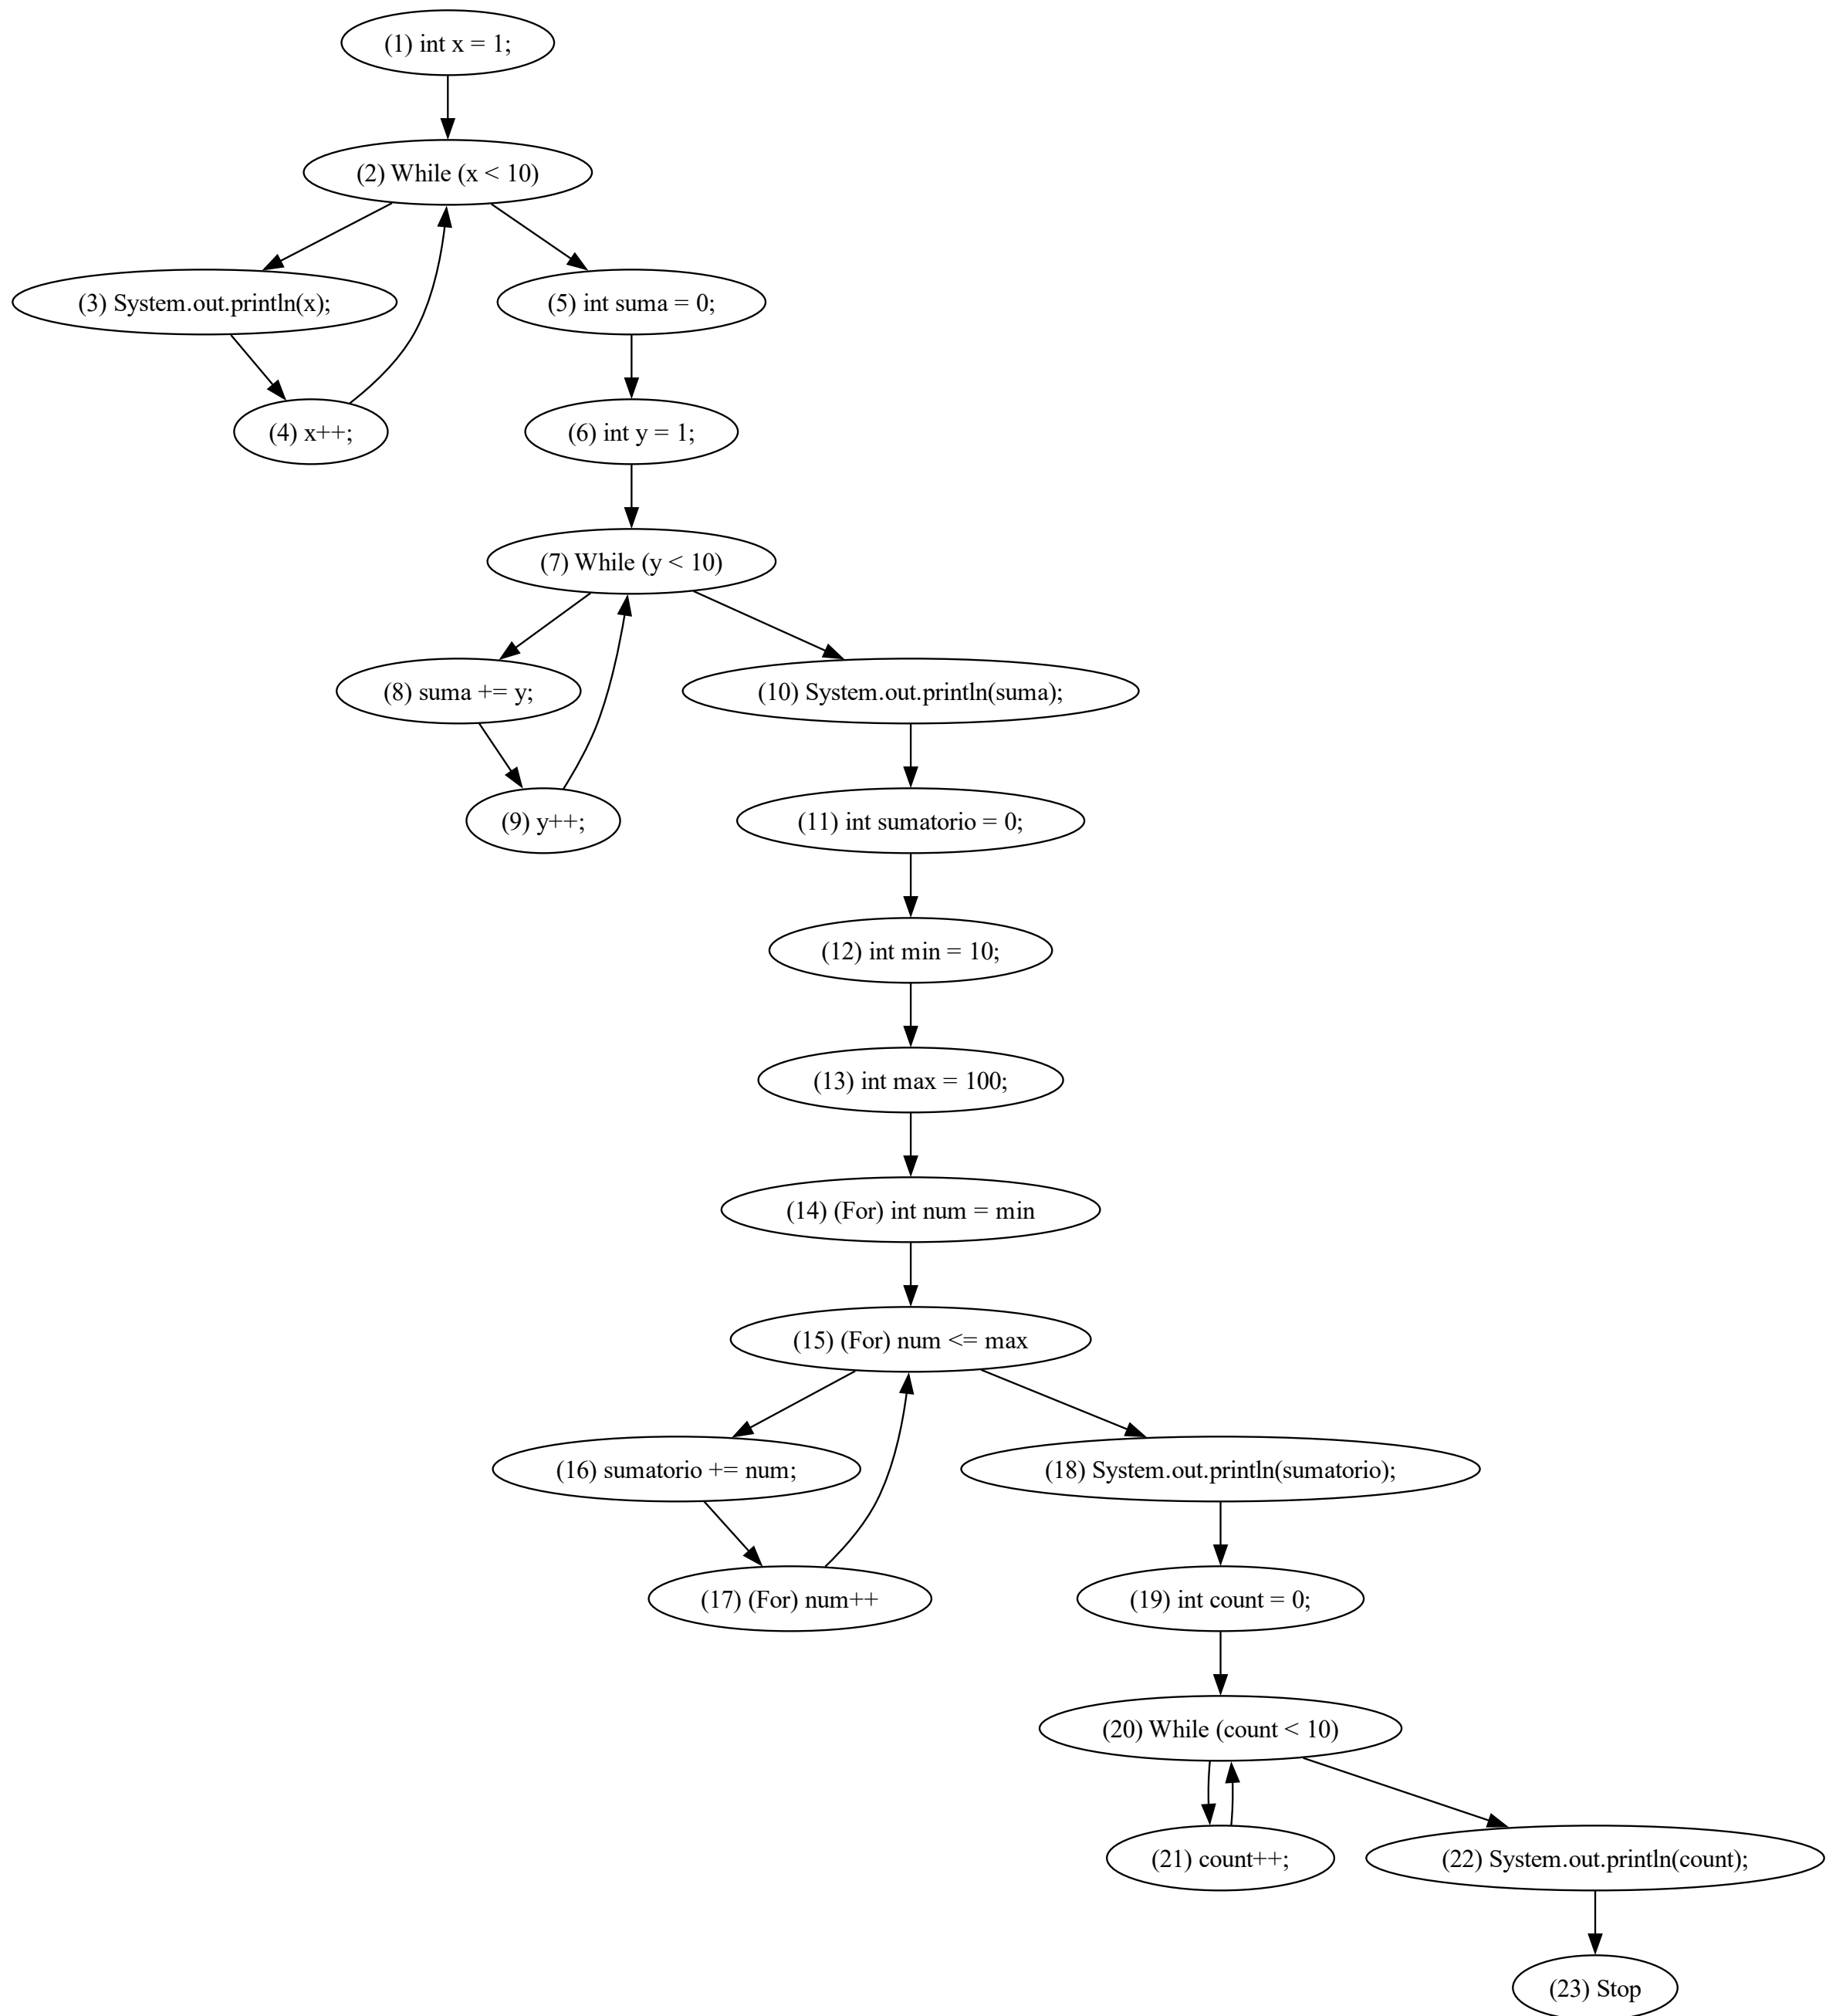 (1) int x = 1;
(2) While (x < 10)
(3) System.out.println(x);
(5) int suma = 0;
(4) x++;
(6) int y = 1;
(7) While (y < 10)
(8) suma += y;
(10) System.out.println(suma);
(9) y++;
(11) int sumatorio = 0;
(12) int min = 10;
(13) int max = 100;
(14) (For) int num = min
(15) (For) num <= max
(16) sumatorio += num;
(18) System.out.println(sumatorio);
(17) (For) num++
(19) int count = 0;
(20) While (count < 10)
(21) count++;
(22) System.out.println(count);
(23) Stop